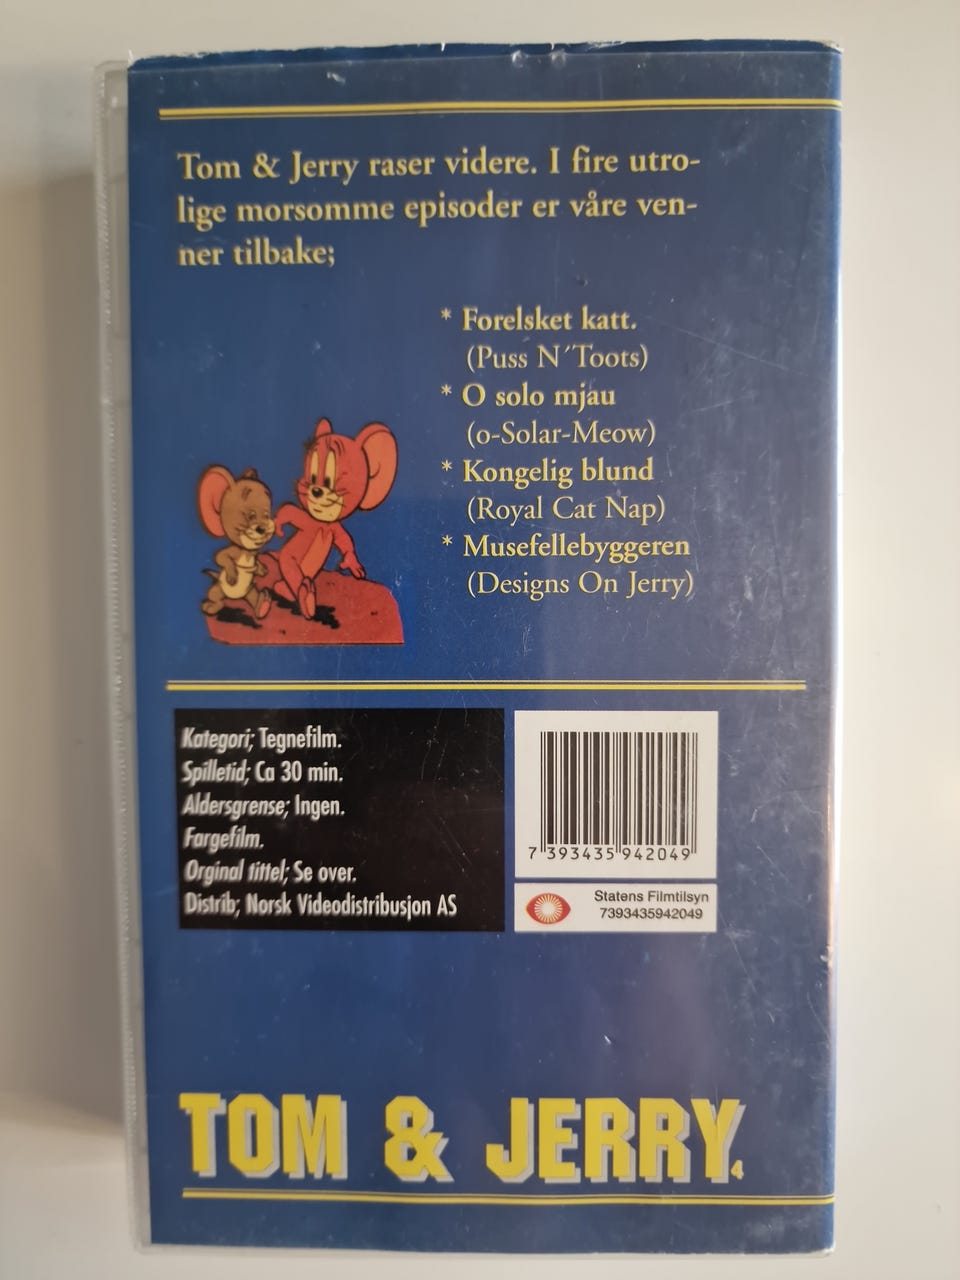 Tom & Jerry raser videre. I fire utro-
lige morsomme episoder er våre ven-
ner tilbake;
* Forelsket katt.
(Puss N´Toots)
* O solo mjau
(o-Solar-Meow)
* Kongelig blund
(Royal Cat Nap)
* Musefellebyggeren
(Designs On Jerry)
Kategori; Tegnefilm.
Spilletid; Ca 30 min.
Aldersgrense; Ingen.
Fargefilm.
Orginal tittel; Se over.
Distrib; Norsk Videodistribusjon AS
7 393435 942049
Statens Filmtilsyn
7393435942049
TOM & JERRY 4